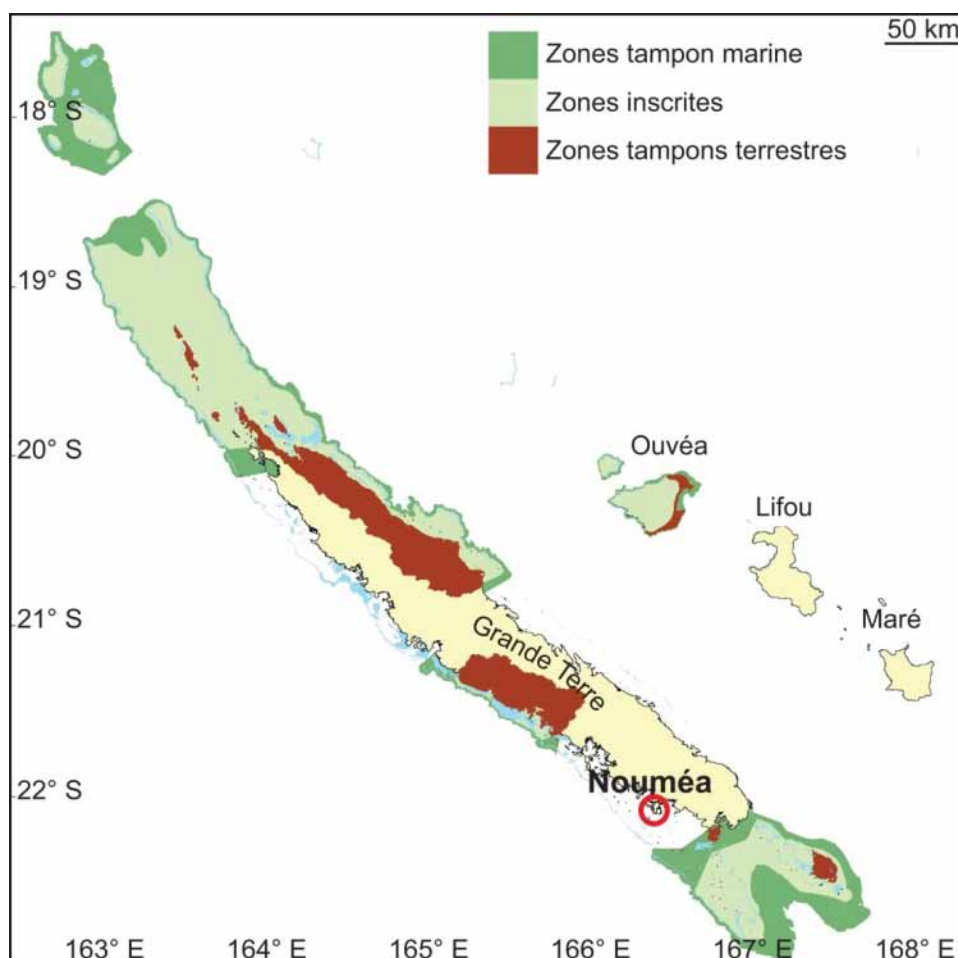 50 km
Zones tampon marine
Zones inscrites
Zones tampons terrestres
18° S
19° S
20° S
Ouvéa
Lifou
21° S
Maré
Grande Terre
22° S
Nouméa
163° E
164° E
165° E
166° E
167° E
168° E